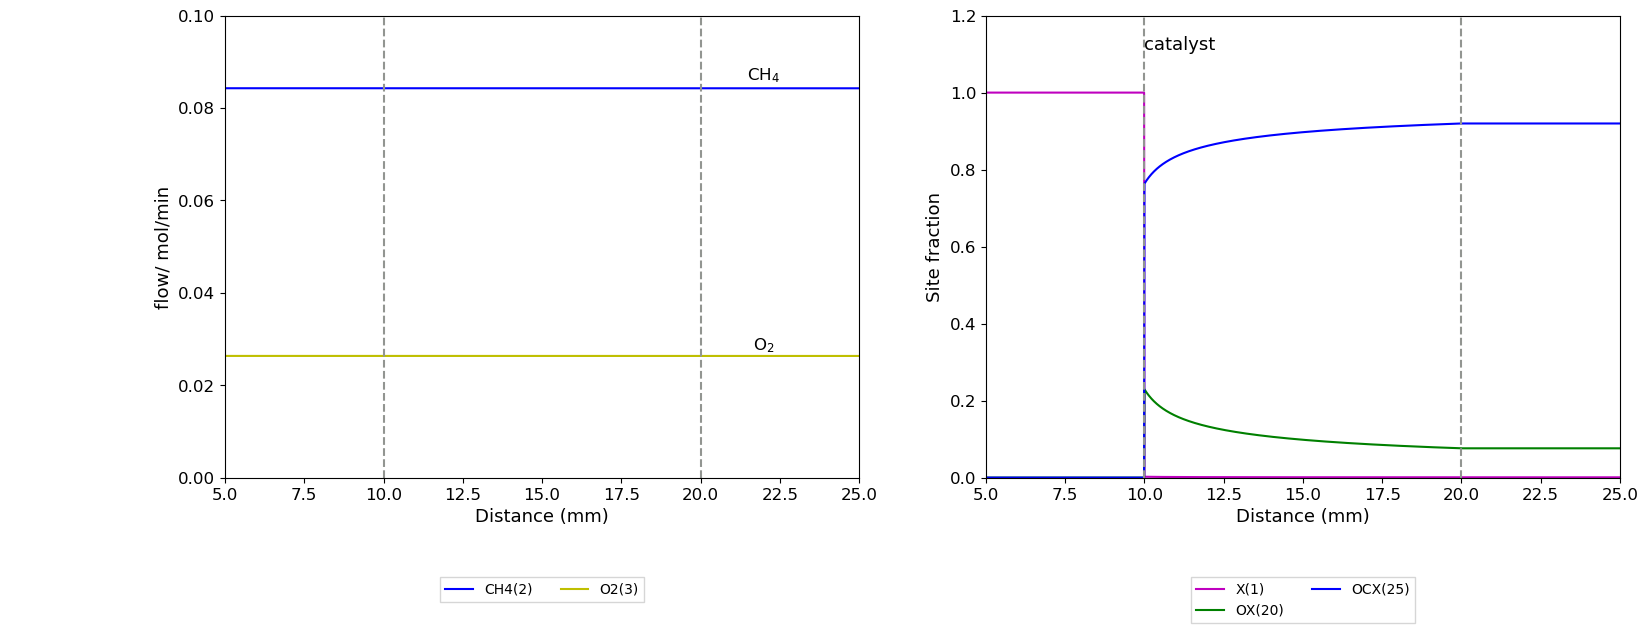 0.10
0.08
0.06
0.04
0.02
0.00
flow/ mol/min
CH₄
O₂
5.0 7.5 10.0 12.5 15.0 17.5 20.0 22.5 25.0
Distance (mm)
CH4(2) O2(3)
1.2
1.0
0.8
0.6
0.4
0.2
0.0
Site fraction
catalyst
5.0 7.5 10.0 12.5 15.0 17.5 20.0 22.5 25.0
Distance (mm)
X(1) OCX(25)
OX(20)